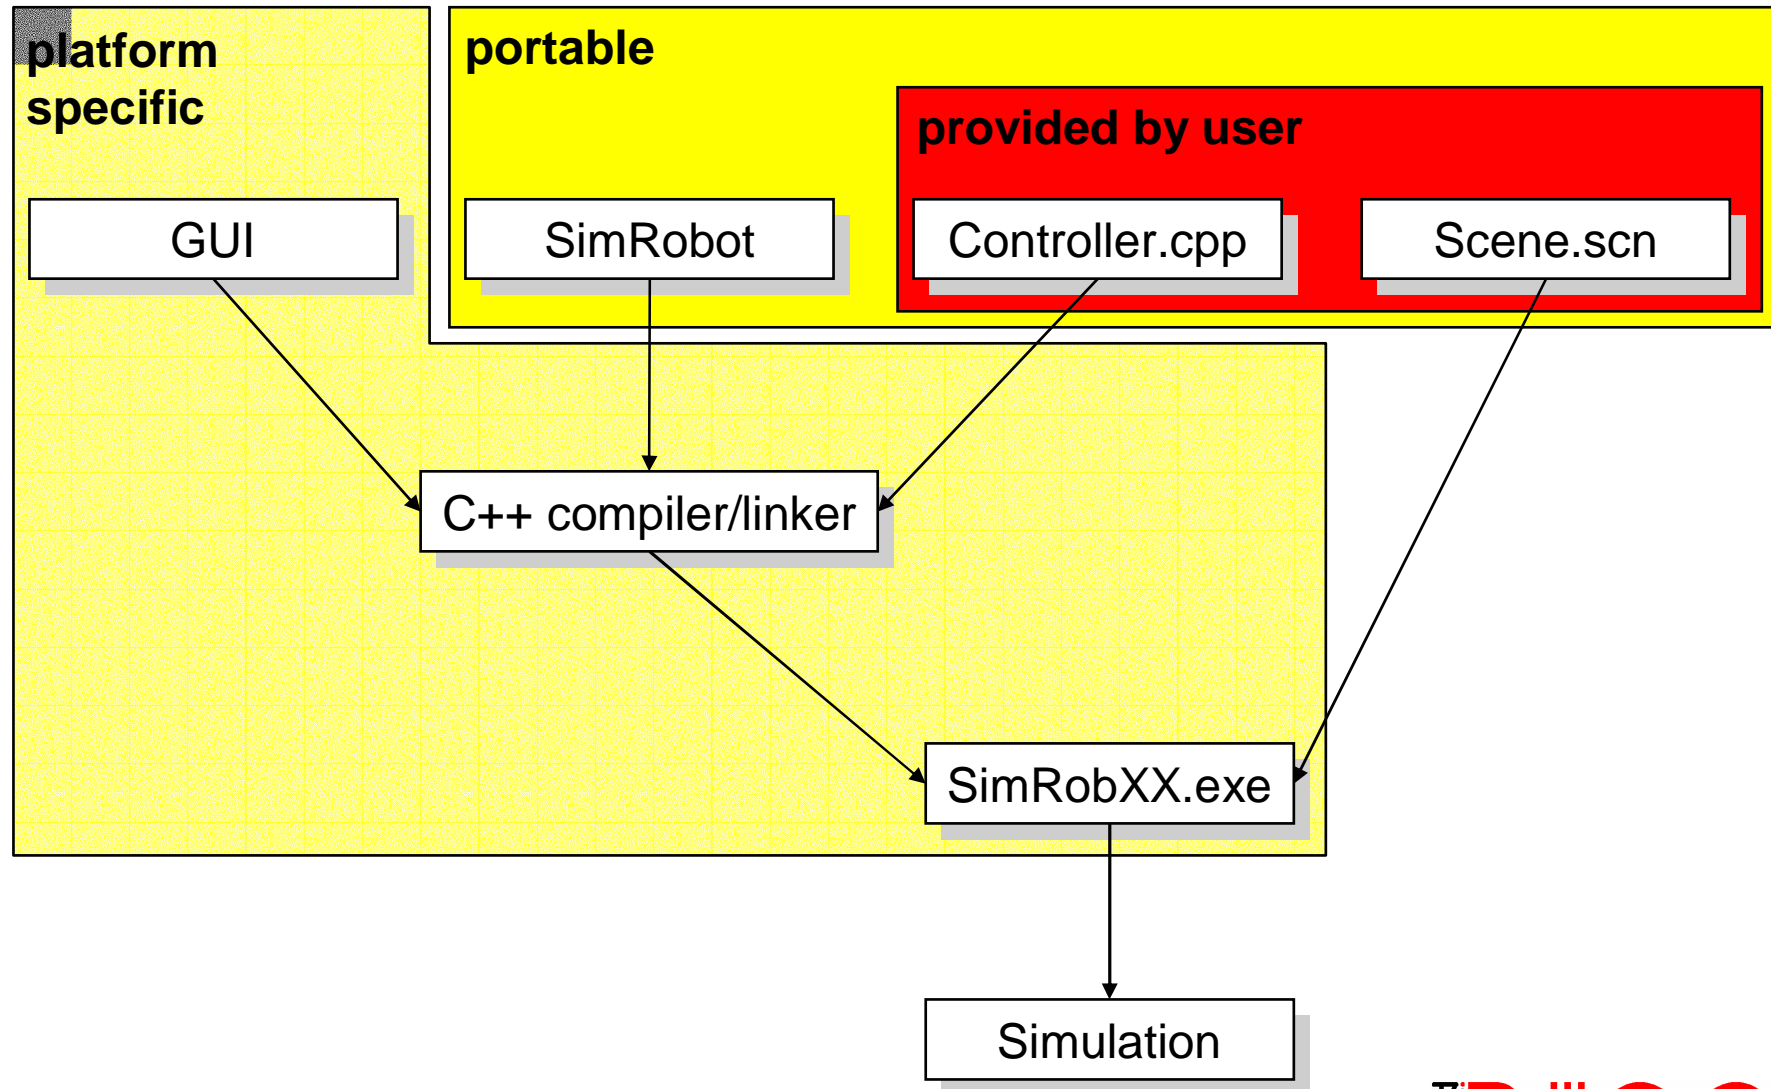 platform
specific
portable
provided by user
GUI
SimRobot
Controller.cpp
Scene.scn
C++ compiler/linker
SimRobXX.exe
Simulation